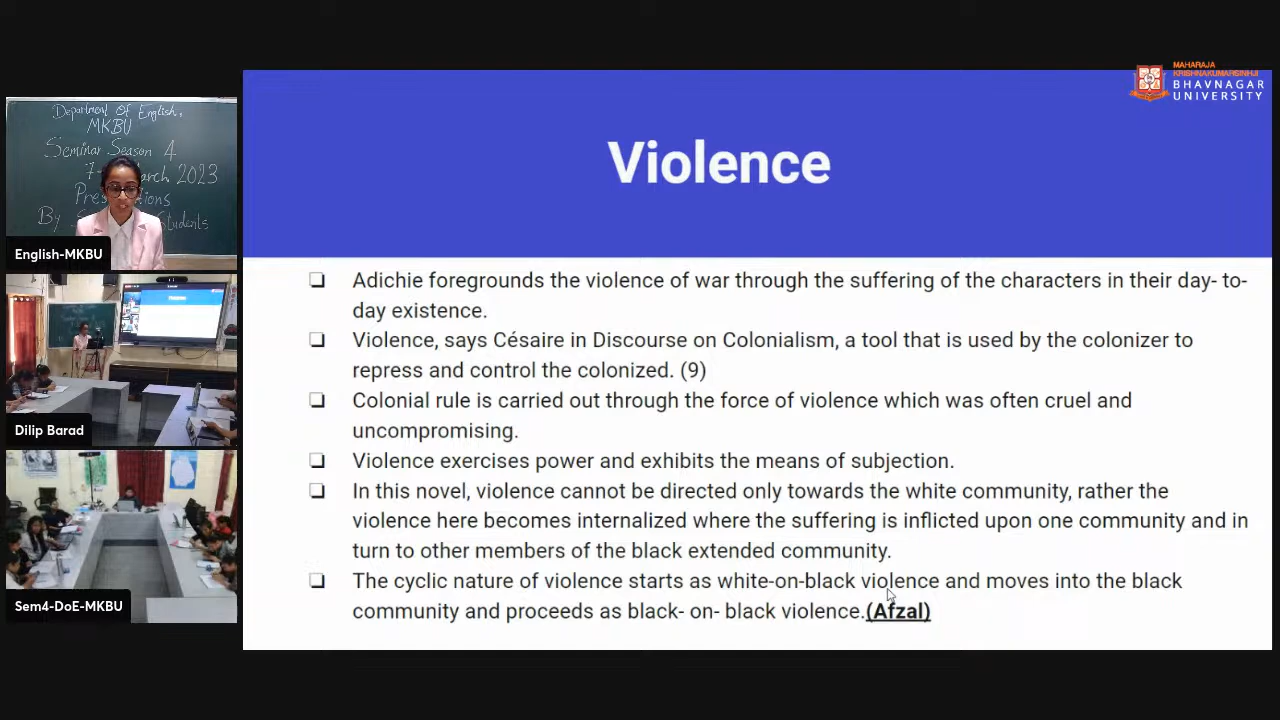 MAHARAJA
KRISHNAKUMARSINHJI
BHAVNAGAR
UNIVERSITY
Department Of English,
MKBU
Seminar Season 4
7- March 2023
By Students
English-MKBU
Dilip Barad
Sem4-DoE-MKBU
Violence
❏ Adichie foregrounds the violence of war through the suffering of the characters in their day- to-
day existence.
❏ Violence, says Césaire in Discourse on Colonialism, a tool that is used by the colonizer to
repress and control the colonized. (9)
❏ Colonial rule is carried out through the force of violence which was often cruel and
uncompromising.
❏ Violence exercises power and exhibits the means of subjection.
❏ In this novel, violence cannot be directed only towards the white community, rather the
violence here becomes internalized where the suffering is inflicted upon one community and in
turn to other members of the black extended community.
❏ The cyclic nature of violence starts as white-on-black violence and moves into the black
community and proceeds as black- on- black violence.(Afzal)